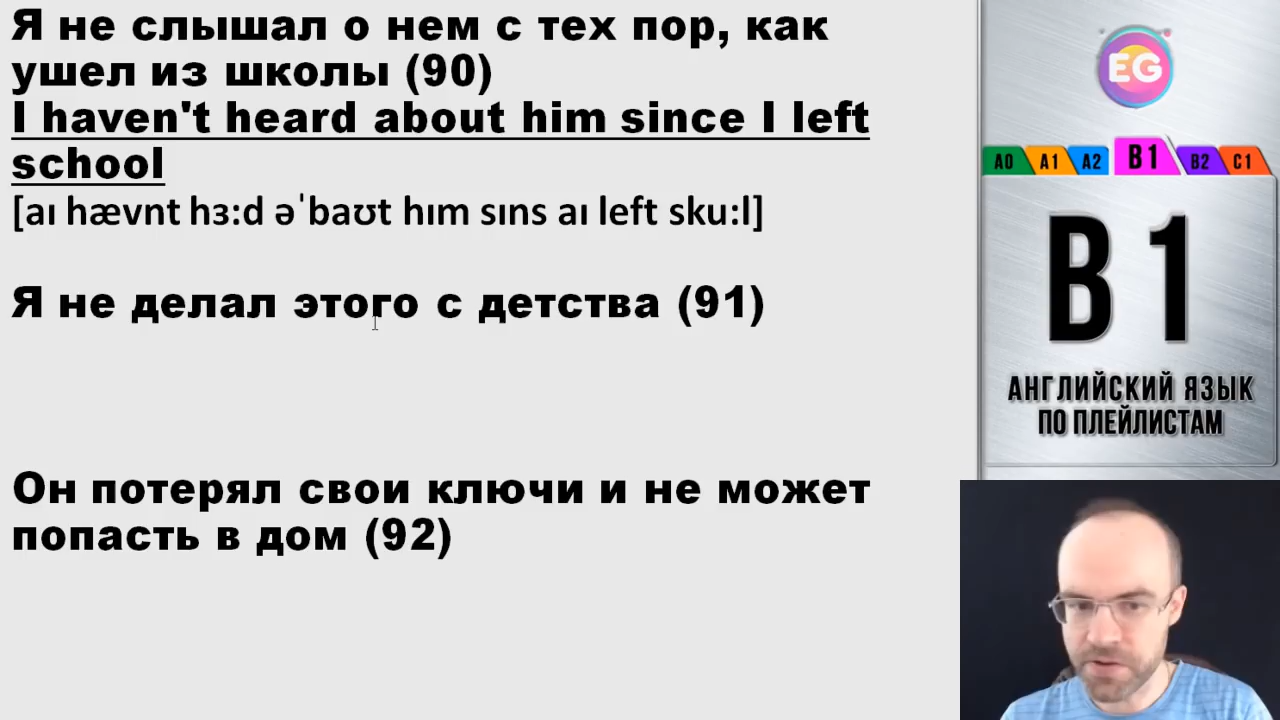 Я не слышал о нем с тех пор, как
ушел из школы (90)
I haven't heard about him since I left
school
[aɪ hævnt hɜ:d əˈbaʊt hɪm sɪns aɪ left sku:l]
Я не делал этого с детства (91)
Он потерял свои ключи и не может
попасть в дом (92)
EG
A0 A1 A2 B1 B2 C1
B1
АНГЛИЙСКИЙ ЯЗЫК
ПО ПЛЕЙЛИСТАМ